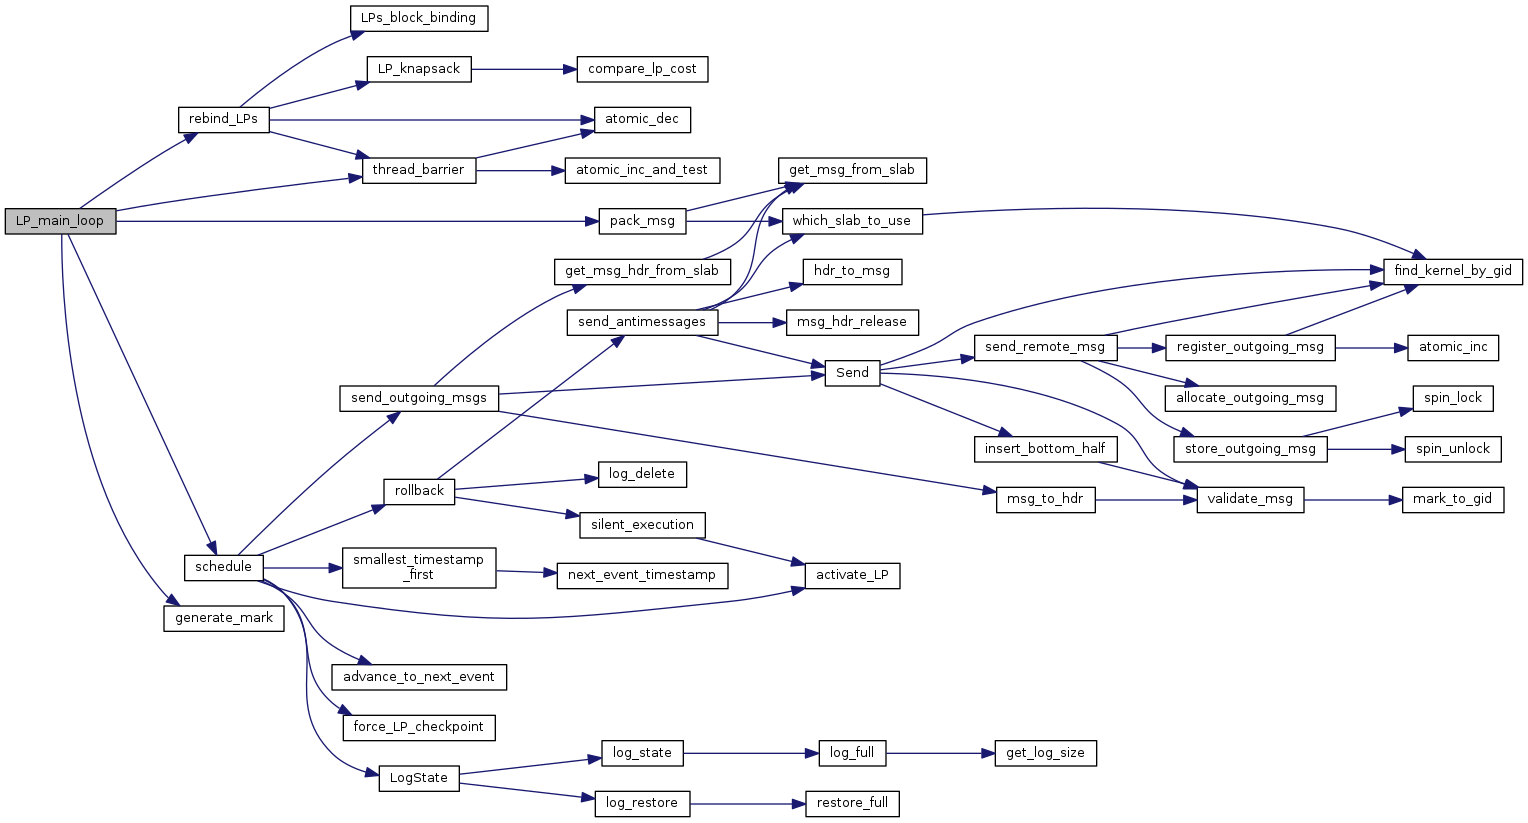 LPs_block_binding
LP_knapsack
compare_lp_cost
rebind_LPs
atomic_dec
thread_barrier
atomic_inc_and_test
get_msg_from_slab
LP_main_loop
pack_msg
which_slab_to_use
get_msg_hdr_from_slab
hdr_to_msg
find_kernel_by_gid
send_antimessages
msg_hdr_release
send_remote_msg
register_outgoing_msg
atomic_inc
Send
send_outgoing_msgs
allocate_outgoing_msg
spin_lock
insert_bottom_half
store_outgoing_msg
spin_unlock
log_delete
rollback
msg_to_hdr
validate_msg
mark_to_gid
silent_execution
schedule
smallest_timestamp
_first
next_event_timestamp
activate_LP
generate_mark
advance_to_next_event
force_LP_checkpoint
log_state
log_full
get_log_size
LogState
log_restore
restore_full